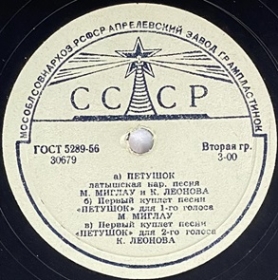 МОСОБЛСОВНАРХОЗ РСФСР АПРЕЛЕВСКИЙ ЗАВОД ГРАМПЛАСТИНОК
СССР
ГОСТ 5289-56
30679
Вторая гр.
3-00
а) ПЕТУШОК
латышская нар. песня
М. МИГЛАУ и К. ЛЕОНОВА
б) Первый куплет песни
«ПЕТУШОК» для 1-го голоса
М. МИГЛАУ
в) Первый куплет песни
«ПЕТУШОК» для 2-го голоса
К. ЛЕОНОВА